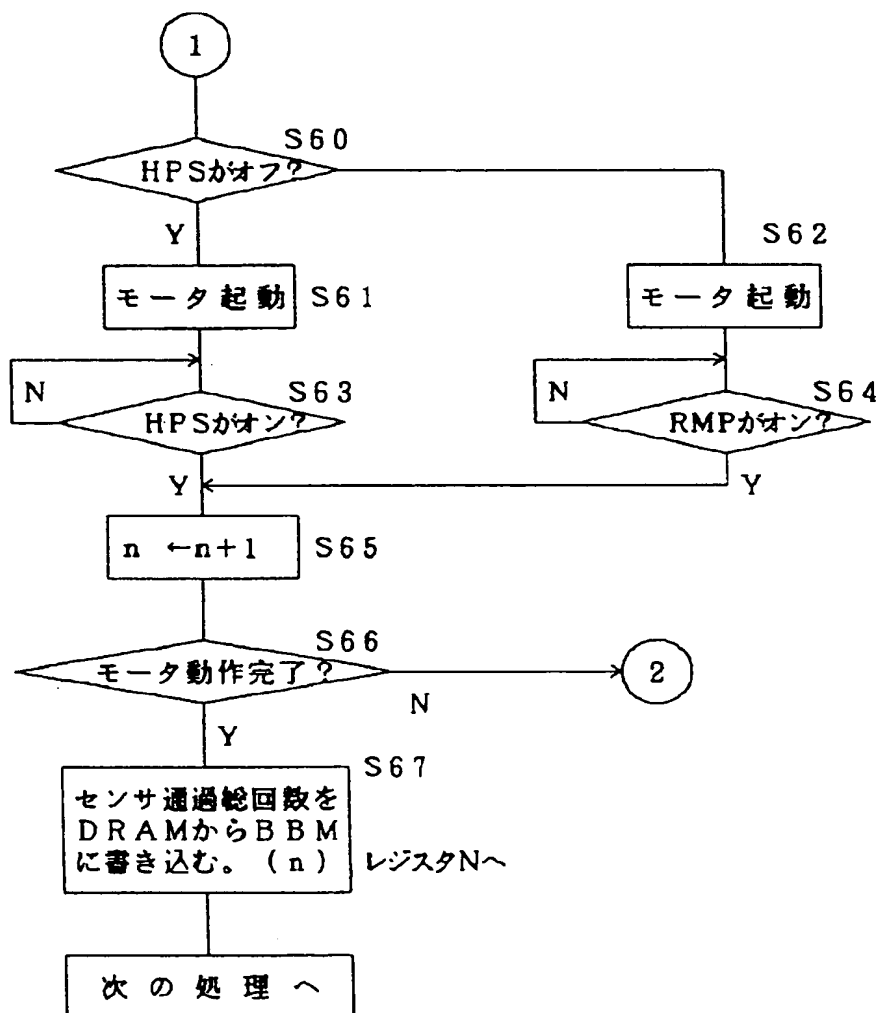 1
S60
HPSがオフ?
Y
S62
モータ起動 S61
モータ起動
N
S63
HPSがオン?
N
S64
RMPがオン?
Y
Y
n ←n+1 S65
S66
モータ動作完了?
2
N
Y
S67
センサ通過総回数を
DRAMからBBM
に書き込む。(n) レジスタNへ
次の処理へ